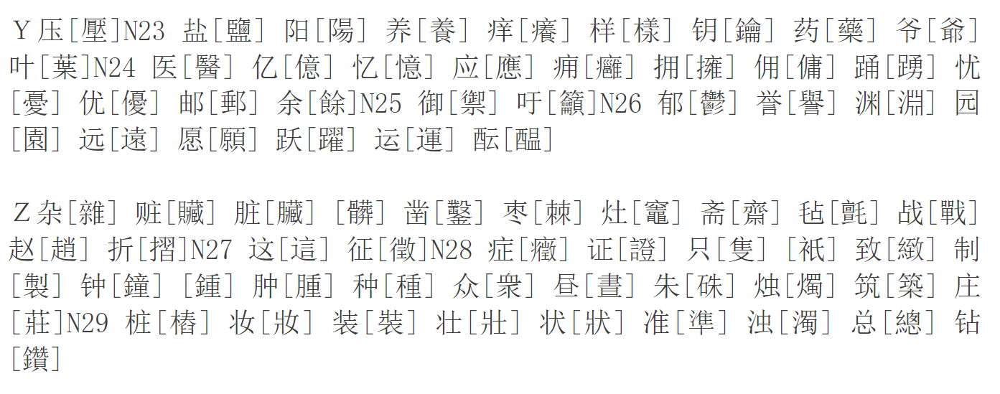 Y 压[壓]N23 盐[鹽] 阳[陽] 养[養] 痒[癢] 样[樣] 钥[鑰] 药[藥] 爷[爺]
叶[葉]N24 医[醫] 亿[億] 忆[憶] 应[應] 痈[癰] 拥[擁] 佣[傭] 踊[踴] 忧
[憂] 优[優] 邮[郵] 余[餘]N25 御[禦] 吁[籲]N26 郁[鬱] 誉[譽] 渊[淵] 园
[園] 远[遠] 愿[願] 跃[躍] 运[運] 酝[醞]
Z 杂[雜] 赃[贓] 脏[臟] [髒] 凿[鑿] 枣[棗] 灶[竈] 斋[齋] 毡[氈] 战[戰]
赵[趙] 折[摺]N27 这[這] 征[徵]N28 症[癥] 证[證] 只[隻] [衹] 致[緻] 制
[製] 钟[鐘] [鍾] 肿[腫] 种[種] 众[衆] 昼[晝] 朱[硃] 烛[燭] 筑[築] 庄
[莊]N29 桩[樁] 妆[妝] 装[裝] 壮[壯] 状[狀] 准[準] 浊[濁] 总[總] 钻
[鑽]